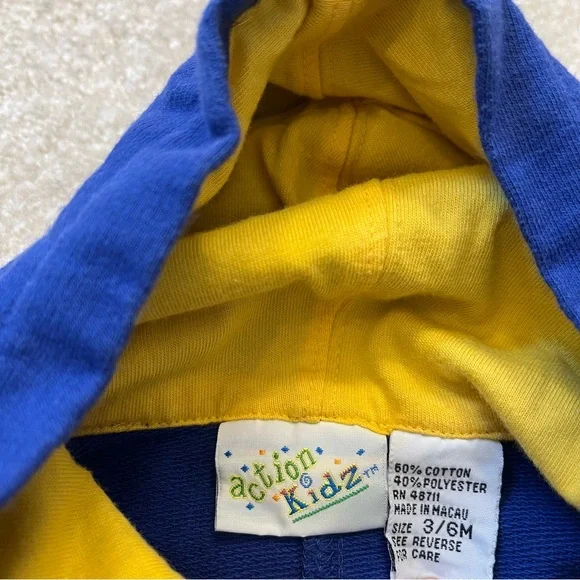 action
Kidz™
60% COTTON
40% POLYESTER
RN 48711
MADE IN MACAU
SIZE 3/6M
SEE REVERSE
FOR CARE